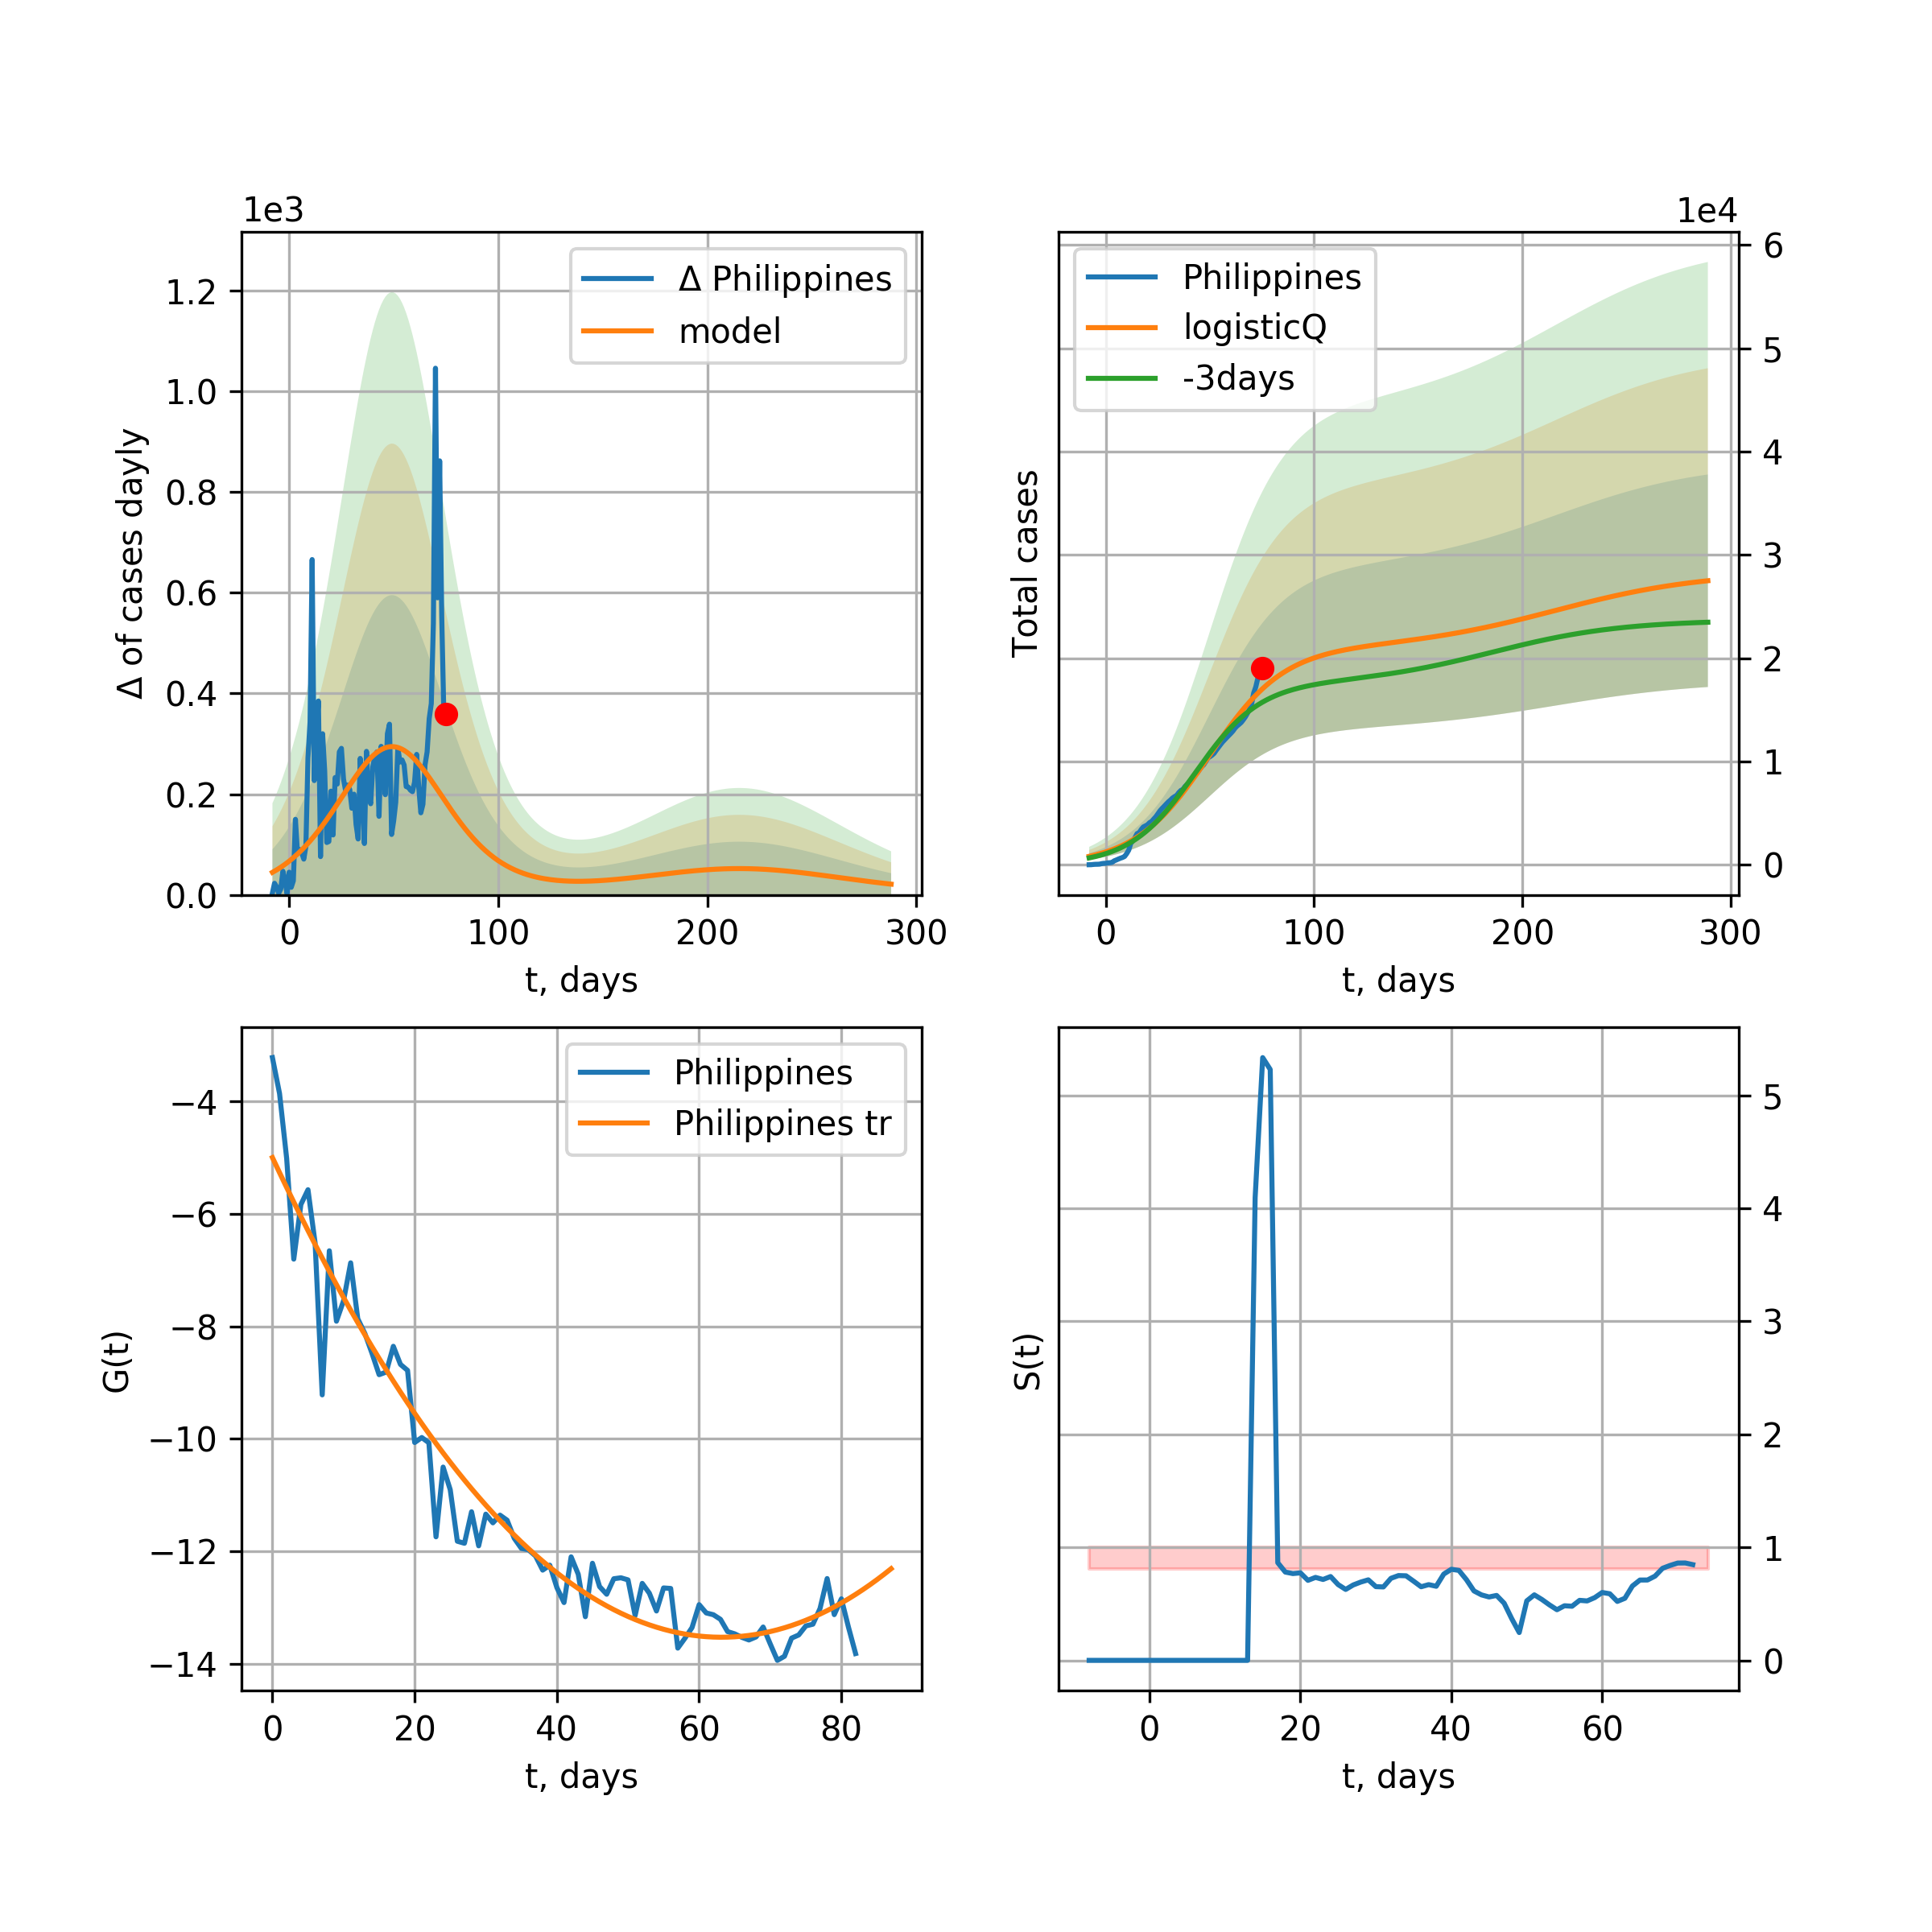 1e3
Δ of cases dayly
1.2
1.0
0.8
0.6
0.4
0.2
0.0
Δ Philippines
model
0 100 200 300
t, days
1e4
Total cases
Philippines
logisticQ
-3days
6
5
4
3
2
1
0
0 100 200 300
t, days
G(t)
−4
−6
−8
−10
−12
−14
Philippines
Philippines tr
0 20 40 60 80
t, days
S(t)
5
4
3
2
1
0
0 20 40 60
t, days